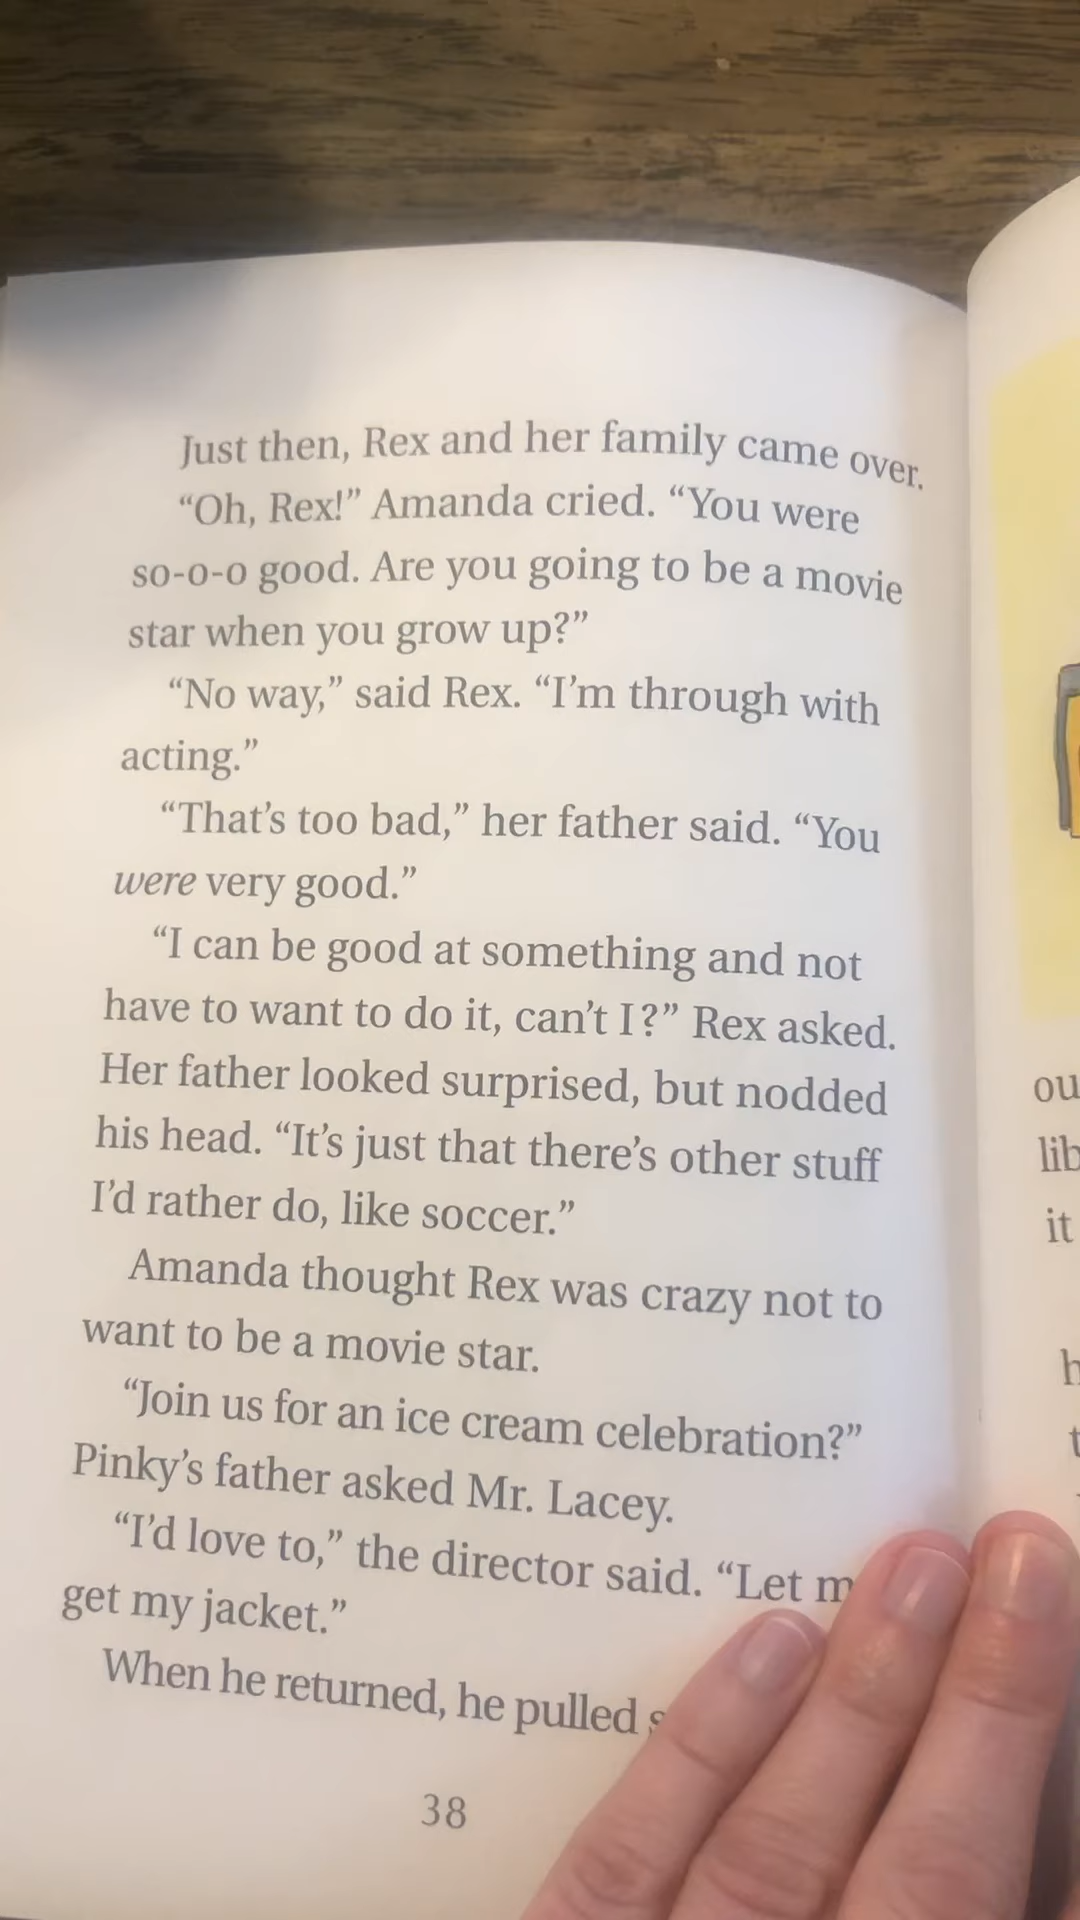 Just then, Rex and her family came over.
“Oh, Rex!” Amanda cried. “You were
so-o-o good. Are you going to be a movie
star when you grow up?”
“No way,” said Rex. “I’m through with
acting.”
“That’s too bad,” her father said. “You
were very good.”
“I can be good at something and not
have to want to do it, can’t I?” Rex asked.
Her father looked surprised, but nodded
his head. “It’s just that there’s other stuff
I’d rather do, like soccer.”
Amanda thought Rex was crazy not to
want to be a movie star.
“Join us for an ice cream celebration?”
Pinky’s father asked Mr. Lacey.
“I’d love to,” the director said. “Let
get my jacket.”
When he returned, he pulled
38
it